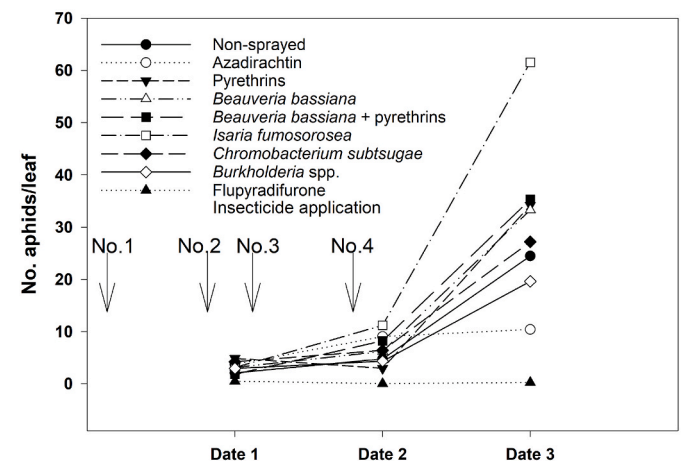 70
60
50
40
30
20
10
0
No. aphids/leaf
Non-sprayed
Azadirachtin
Pyrethrins
Beauveria bassiana
Beauveria bassiana + pyrethrins
Isaria fumosorosea
Chromobacterium subtsugae
Burkholderia spp.
Flupyradifurone
Insecticide application
No.1 No.2 No.3 No.4
Date 1 Date 2 Date 3